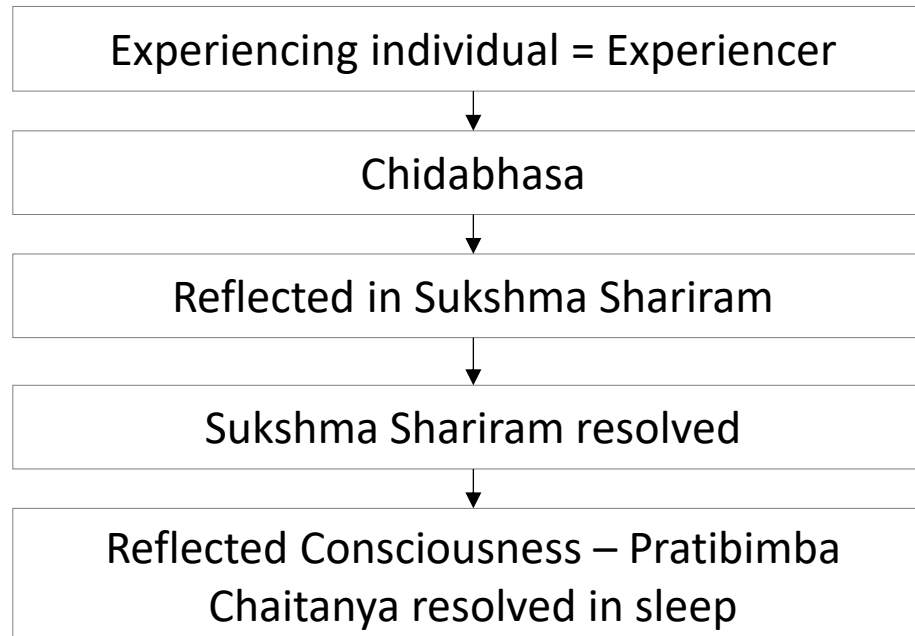 Experiencing individual = Experiencer
Chidabhasa
Reflected in Sukshma Shariram
Sukshma Shariram resolved
Reflected Consciousness – Pratibimba
Chaitanya resolved in sleep